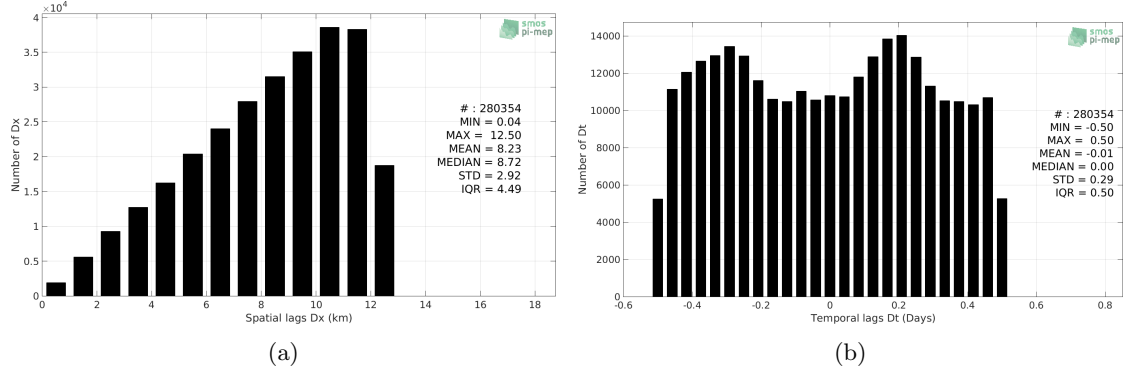 ×10⁴
4
3.5
3
2.5
2
1.5
1
0.5
0
Number of Dx
smos
pi-mep
# : 280354
MIN = 0.04
MAX = 12.50
MEAN = 8.23
MEDIAN = 8.72
STD = 2.92
IQR = 4.49
0 2 4 6 8 10 12 14 16 18
Spatial lags Dx (km)
(a)
14000
12000
10000
8000
6000
4000
2000
0
Number of Dt
smos
pi-mep
# : 280354
MIN = -0.50
MAX = 0.50
MEAN = -0.01
MEDIAN = 0.00
STD = 0.29
IQR = 0.50
-0.6 -0.4 -0.2 0 0.2 0.4 0.6 0.8
Temporal lags Dt (Days)
(b)